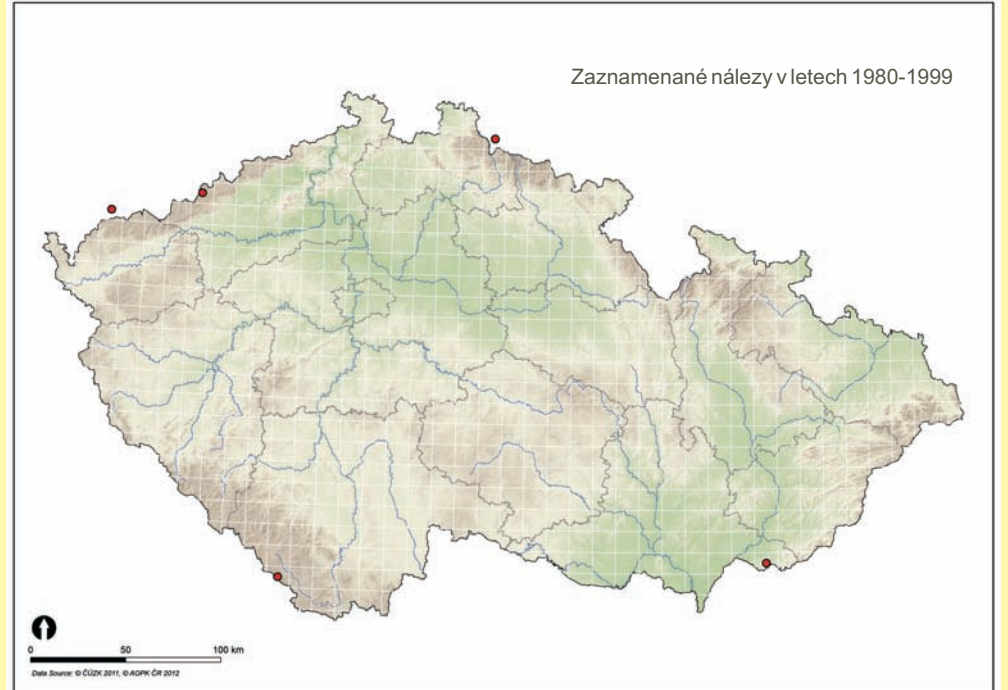 Zaznamenané nálezy v letech 1980-1999
0 50 100 km
Data Source: © ČÚZK 2011, © AOPK ČR 2012